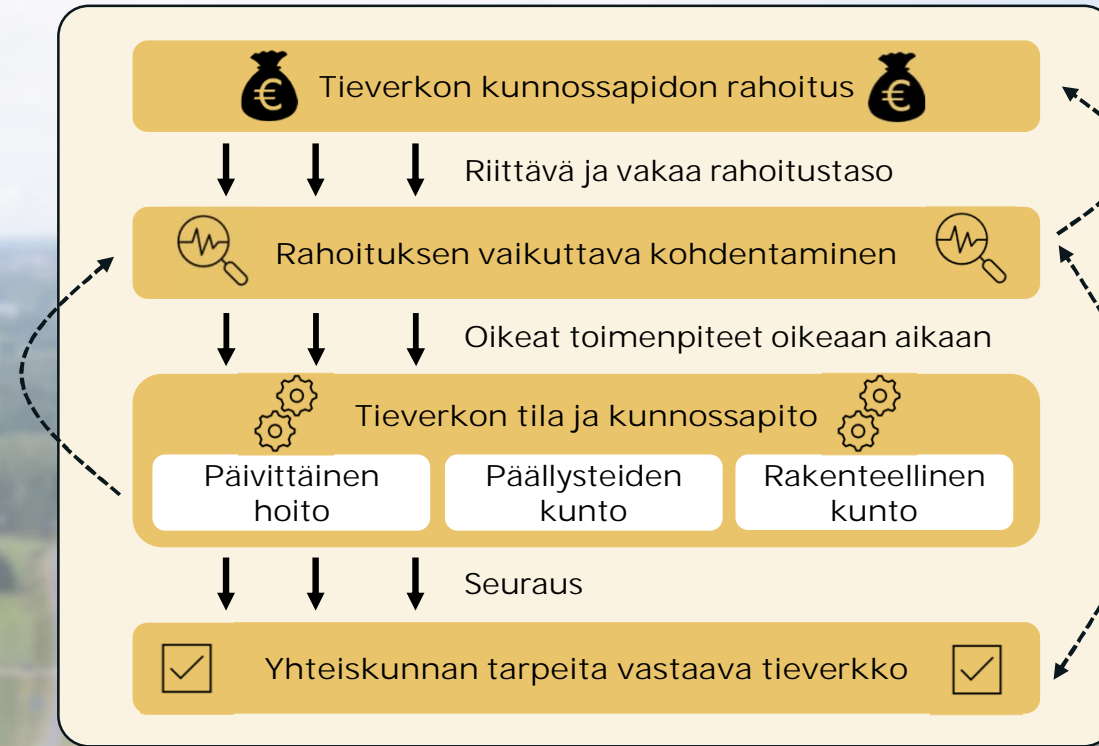 Tieverkon kunnossapidon rahoitus
Riittävä ja vakaa rahoitustaso
Rahoituksen vaikuttava kohdentaminen
Oikeat toimenpiteet oikeaan aikaan
Tieverkon tila ja kunnossapito
Päivittäinen
hoito
Päällysteiden
kunto
Rakenteellinen
kunto
Seuraus
Yhteiskunnan tarpeita vastaava tieverkko